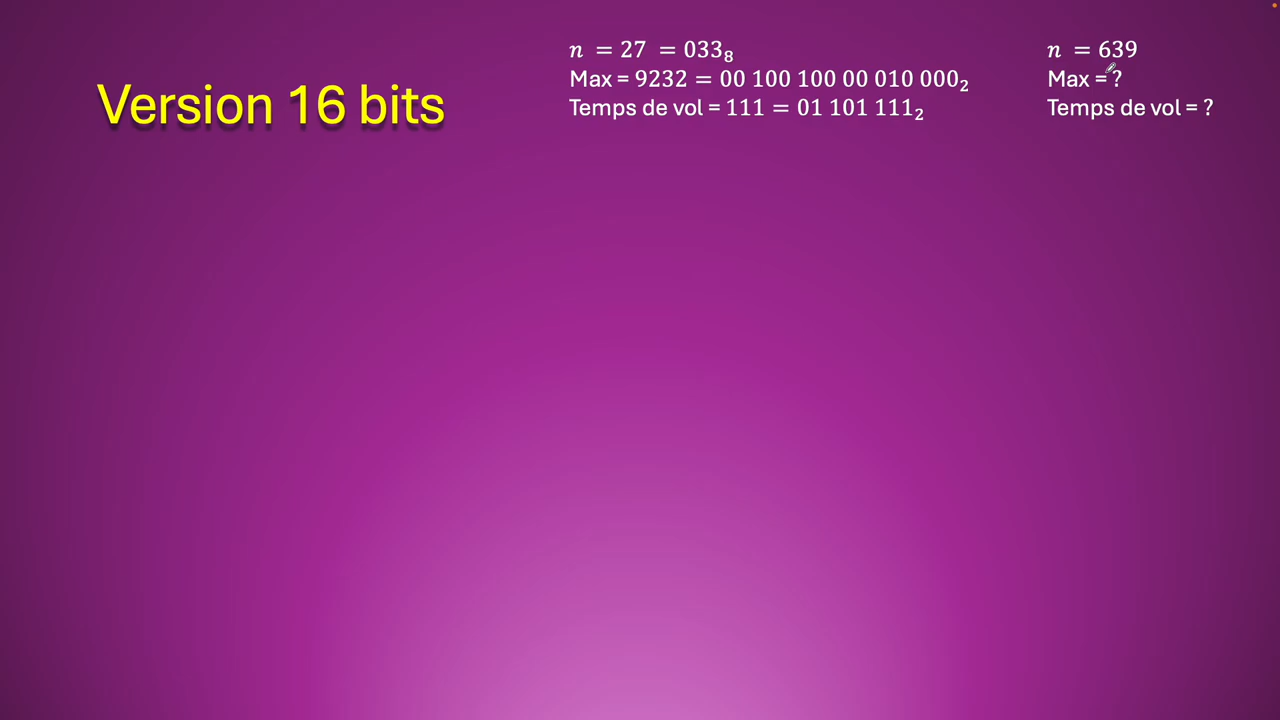 Version 16 bits
n = 27 = 033₈
Max = 9232 = 00 100 100 00 010 000₂
Temps de vol = 111 = 01 101 111₂
n = 639
Max = ?
Temps de vol = ?